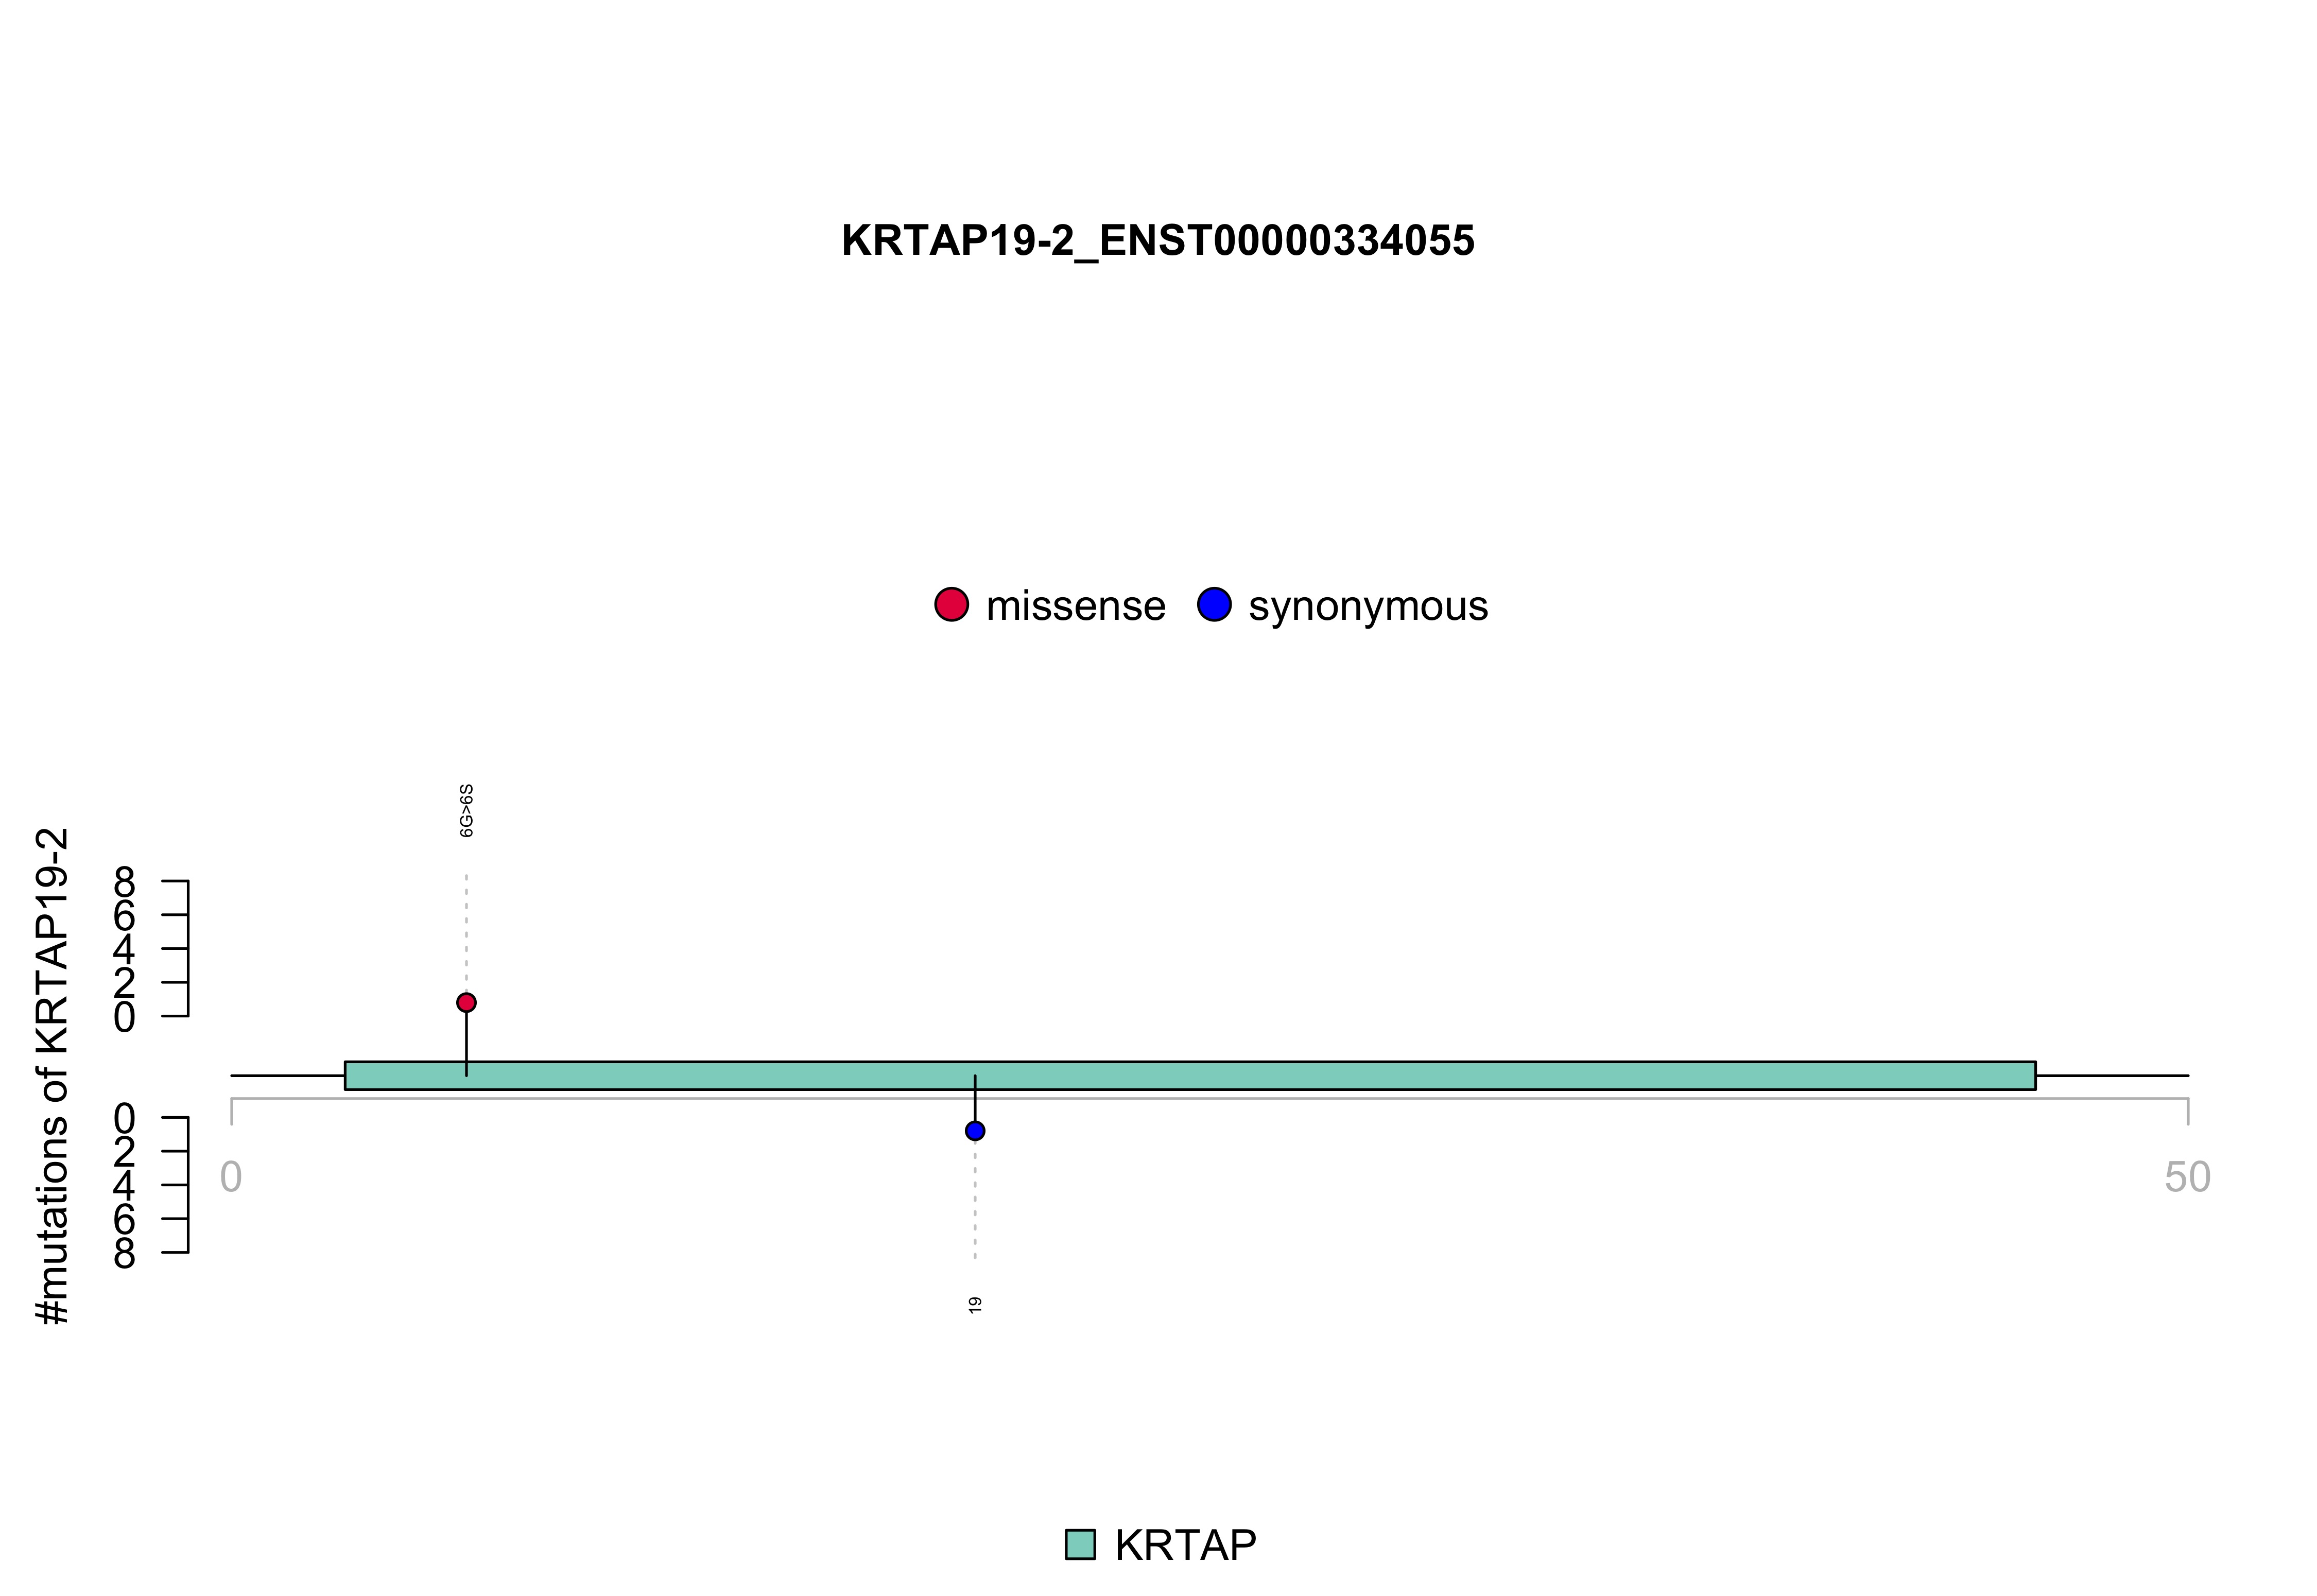 KRTAP19-2_ENST00000334055
missense
synonymous
#mutations of KRTAP19-2
6G>6S
8
6
4
2
0
0
2
4
6
8
0
50
19
KRTAP